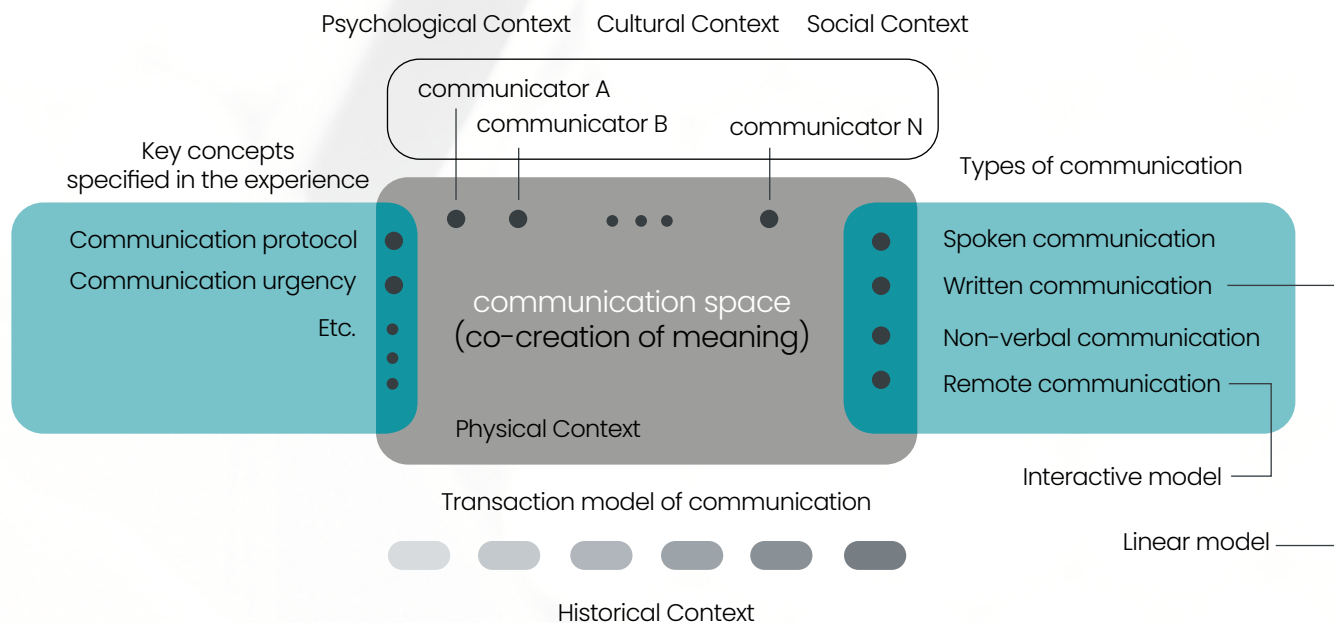 Psychological Context Cultural Context Social Context
communicator A
communicator B
communicator N
Key concepts
specified in the experience
Types of communication
Communication protocol
Communication urgency
Etc.
communication space
(co-creation of meaning)
Physical Context
Spoken communication
Written communication
Non-verbal communication
Remote communication
Interactive model
Transaction model of communication
Linear model
Historical Context